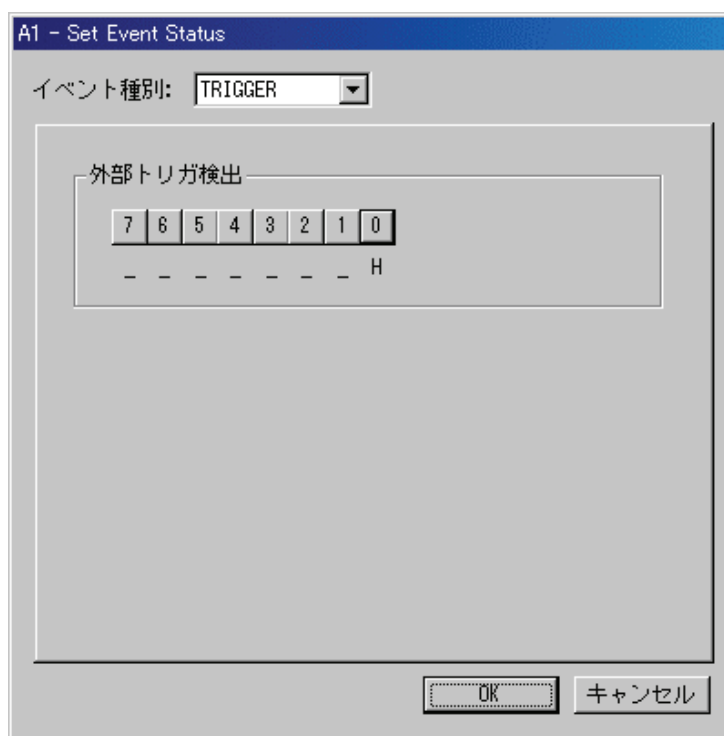 A1 - Set Event Status
イベント種別: TRIGGER
外部トリガ検出
7 6 5 4 3 2 1 0
_ _ _ _ _ _ _ H
OK キャンセル